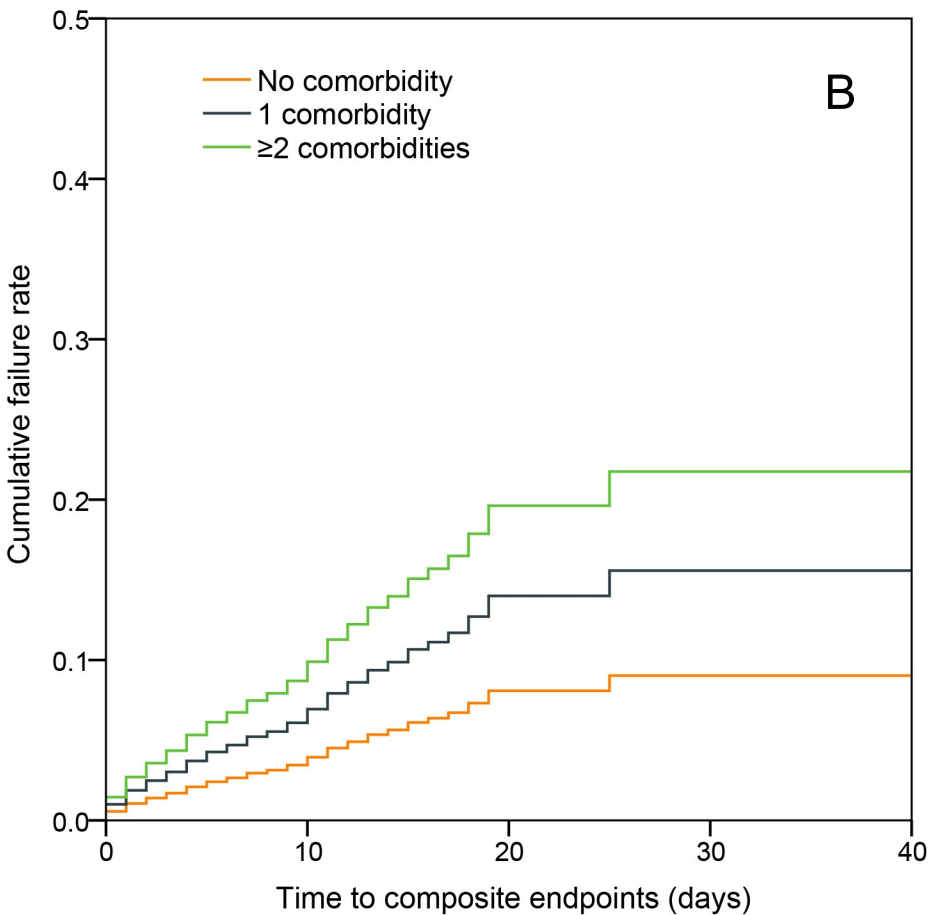 0.5
No comorbidity
B
1 comorbidity
≥2 comorbidities
0.4
0.3
Cumulative failure rate
0.2
0.1
0.0
0
10
20
30
40
Time to composite endpoints (days)